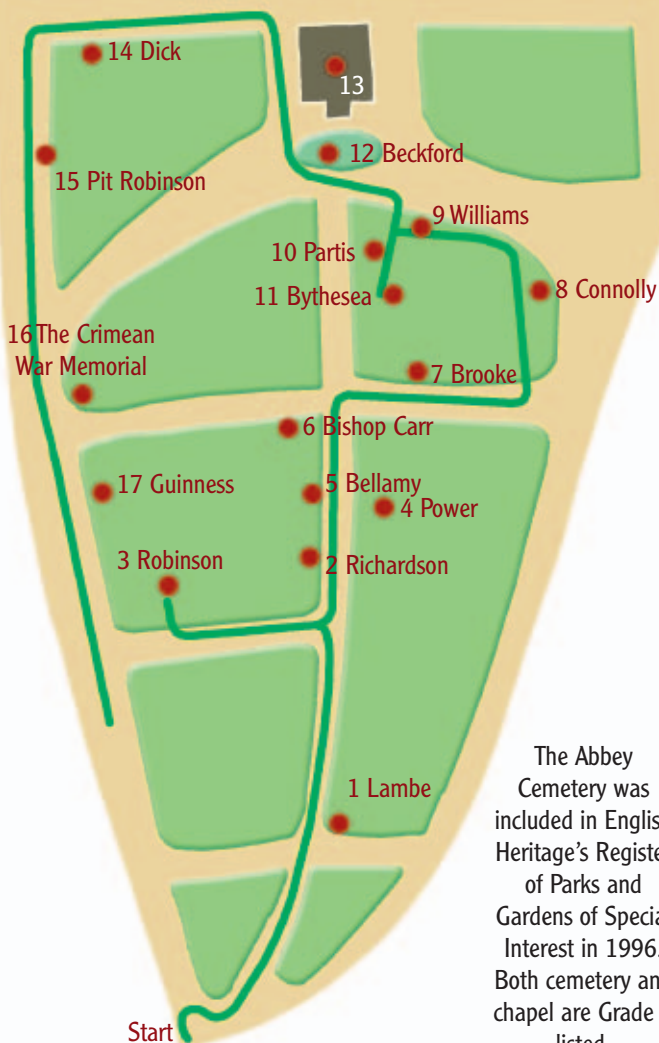 14 Dick
13
12 Beckford
15 Pit Robinson
9 Williams
10 Partis
11 Bythesea
8 Connolly
16 The Crimean
War Memorial
7 Brooke
6 Bishop Carr
17 Guinness
5 Bellamy
4 Power
3 Robinson
2 Richardson
1 Lambe
The Abbey
Cemetery was
included in Englis
Heritage’s Registe
of Parks and
Gardens of Specia
Interest in 1996.
Both cemetery an
chapel are Grade
listed
Start